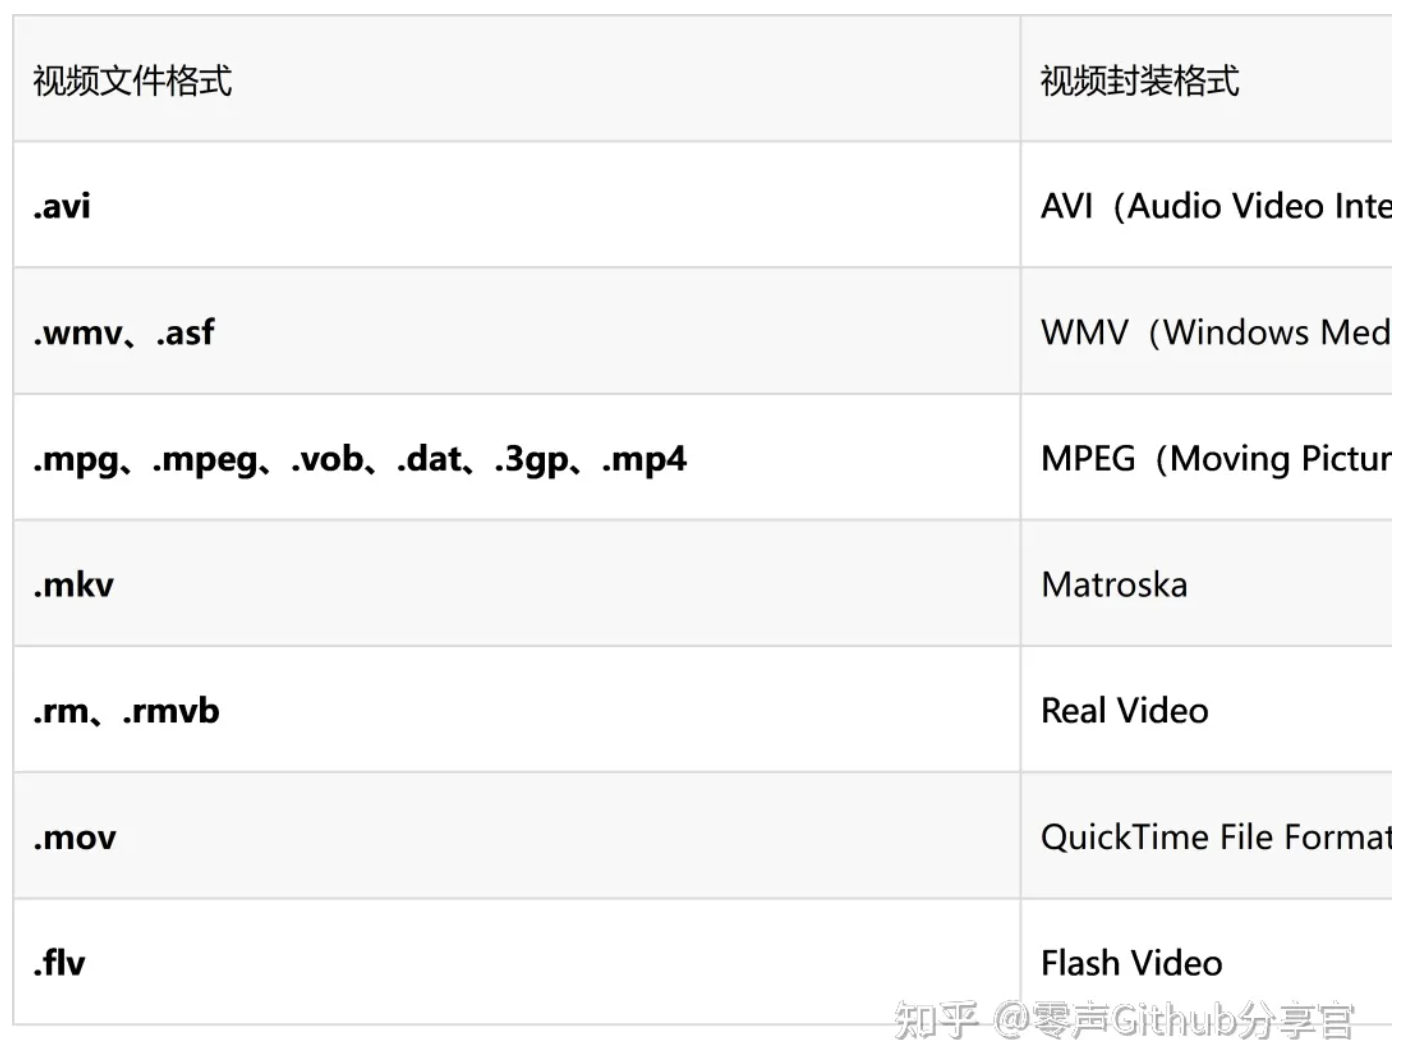 视频文件格式 视频封装格式
.avi AVI（Audio Video Inte
.wmv、.asf WMV（Windows Med
.mpg、.mpeg、.vob、.dat、.3gp、.mp4 MPEG（Moving Pictur
.mkv Matroska
.rm、.rmvb Real Video
.mov QuickTime File Format
.flv Flash Video
知乎 @零声Github分享官